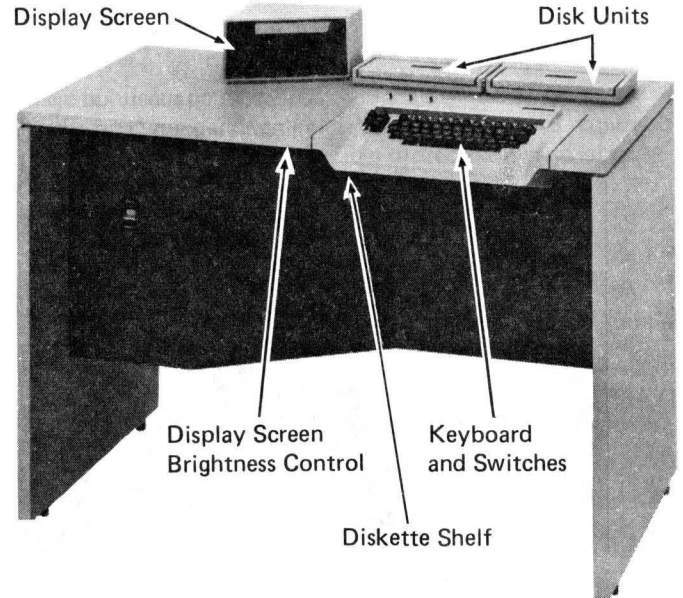 Display Screen
Disk Units
Display Screen
Brightness Control
Keyboard
and Switches
Diskette Shelf